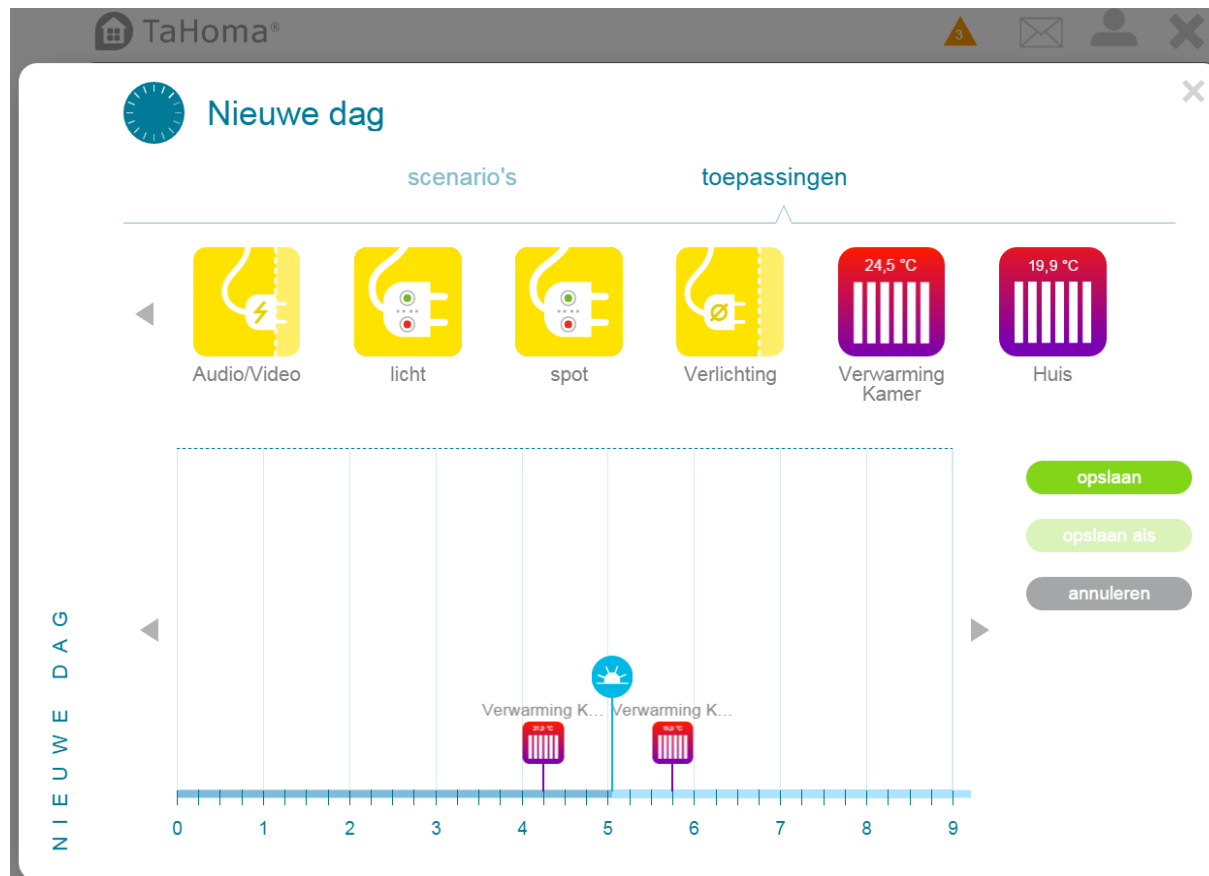 TaHoma®
3
Nieuwe dag
scenario's
toepassingen
24,5 °C
19,9 °C
Audio/Video
licht
spot
Verlichting
Verwarming
Kamer
Huis
opslaan
opslaan als
annuleren
NIEUWE DAG
Verwarming K...
Verwarming K...
0 1 2 3 4 5 6 7 8 9